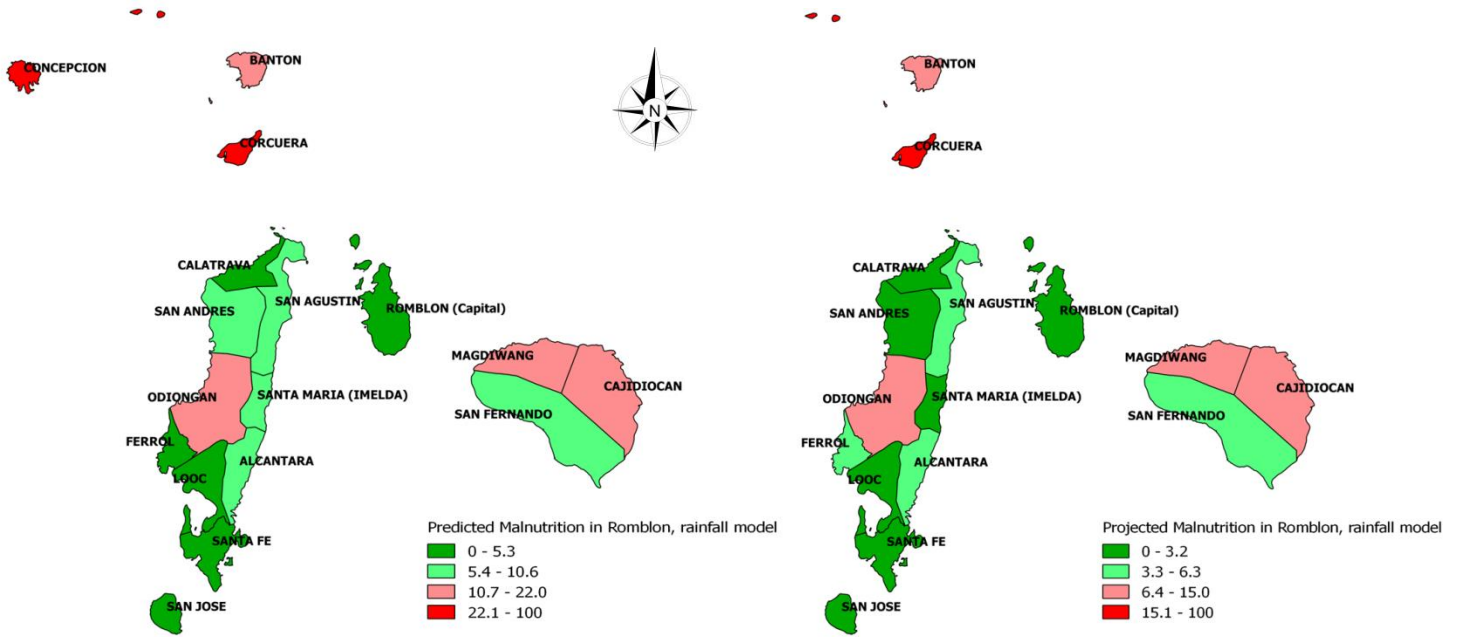 CONCEPCION
BANTON
N
CORCUERA
CALATRAVA
SAN ANDRES
SAN AGUSTIN
ROMBLON (Capital)
MAGDIWANG
CAJIDIOCAN
ODIONGAN
SANTA MARIA (IMELDA)
SAN FERNANDO
FERROL
ALCANTARA
LOOC
SANTA FE
SAN JOSE
Predicted Malnutrition in Romblon, rainfall model
0 - 5.3
5.4 - 10.6
10.7 - 22.0
22.1 - 100
BANTON
CORCUERA
CALATRAVA
SAN ANDRES
SAN AGUSTIN
ROMBLON (Capital)
MAGDIWANG
CAJIDIOCAN
ODIONGAN
SANTA MARIA (IMELDA)
SAN FERNANDO
FERROL
ALCANTARA
LOOC
SANTA FE
SAN JOSE
Projected Malnutrition in Romblon, rainfall model
0 - 3.2
3.3 - 6.3
6.4 - 15.0
15.1 - 100